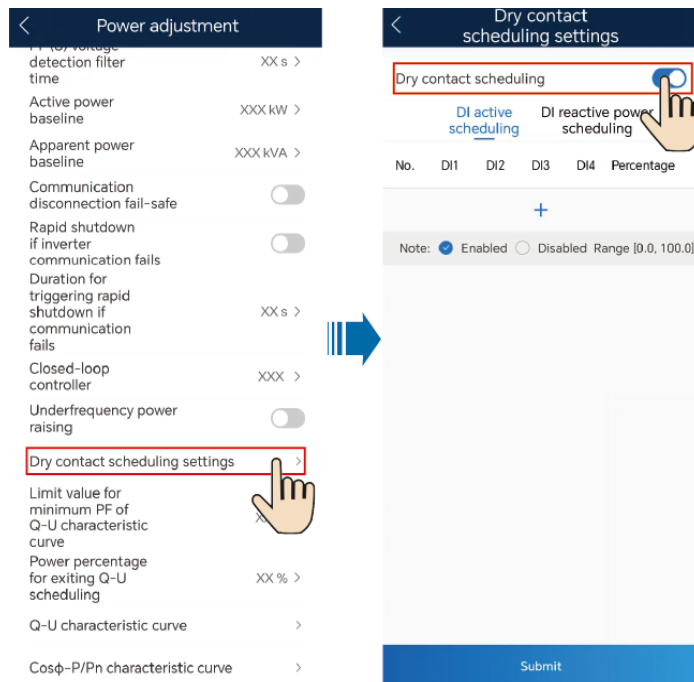 Power adjustment
detection filter
time
XX s
Active power
baseline
XXX kW
Apparent power
baseline
XXX kVA
Communication
disconnection fail-safe
Rapid shutdown
if inverter
communication fails
Duration for
triggering rapid
shutdown if
communication
fails
XX s
Closed-loop
controller
XXX
Underfrequency power
raising
Dry contact scheduling settings
Limit value for
minimum PF of
Q-U characteristic
curve
Power percentage
for exiting Q-U
scheduling
XX %
Q-U characteristic curve
Cosφ-P/Pn characteristic curve
Dry contact
scheduling settings
Dry contact scheduling
DI active
scheduling
DI reactive power
scheduling
No. DI1 DI2 DI3 DI4 Percentage
+
Note: Enabled Disabled Range [0.0, 100.0]
Submit